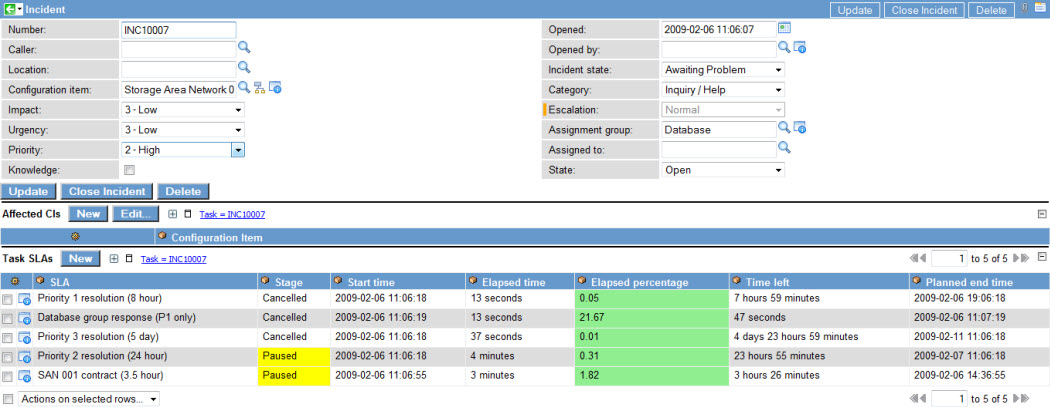 Incident Update Close Incident Delete
Number: INC10007 Opened: 2009-02-06 11:06:07
Caller: Opened by:
Location: Incident state: Awaiting Problem
Configuration item: Storage Area Network 0 Category: Inquiry / Help
Impact: 3 - Low Escalation: Normal
Urgency: 3 - Low Assignment group: Database
Priority: 2 - High Assigned to:
Knowledge: State: Open
Update Close Incident Delete
Affected CIs New Edit... Task = INC10007
Configuration Item
Task SLAs New Task = INC10007 1 to 5 of 5
SLA Stage Start time Elapsed time Elapsed percentage Time left Planned end time
Priority 1 resolution (8 hour) Cancelled 2009-02-06 11:06:18 13 seconds 0.05 7 hours 59 minutes 2009-02-06 19:06:18
Database group response (P1 only) Cancelled 2009-02-06 11:06:19 13 seconds 21.67 47 seconds 2009-02-06 11:07:19
Priority 3 resolution (5 day) Cancelled 2009-02-06 11:06:18 37 seconds 0.01 4 days 23 hours 59 minutes 2009-02-11 11:06:18
Priority 2 resolution (24 hour) Paused 2009-02-06 11:06:18 4 minutes 0.31 23 hours 55 minutes 2009-02-07 11:06:18
SAN 001 contract (3.5 hour) Paused 2009-02-06 11:06:55 3 minutes 1.82 3 hours 26 minutes 2009-02-06 14:36:55
Actions on selected rows... 1 to 5 of 5